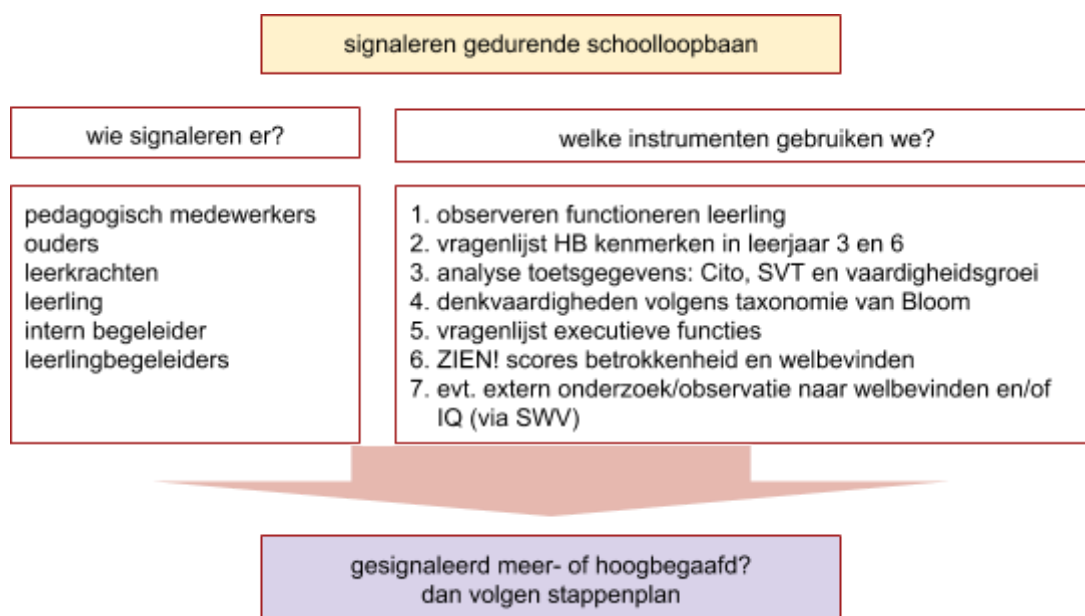 signaleren gedurende schoolloopbaan
wie signaleren er?
welke instrumenten gebruiken we?
pedagogisch medewerkers
ouders
leerkrachten
leerling
intern begeleider
leerlingbegeleiders
1. observeren functioneren leerling
2. vragenlijst HB kenmerken in leerjaar 3 en 6
3. analyse toetsgegevens: Cito, SVT en vaardigheidsgroei
4. denkvaardigheden volgens taxonomie van Bloom
5. vragenlijst executieve functies
6. ZIEN! scores betrokkenheid en welbevinden
7. evt. extern onderzoek/observatie naar welbevinden en/of
IQ (via SWV)
gesignaleerd meer- of hoogbegaafd?
dan volgen stappenplan